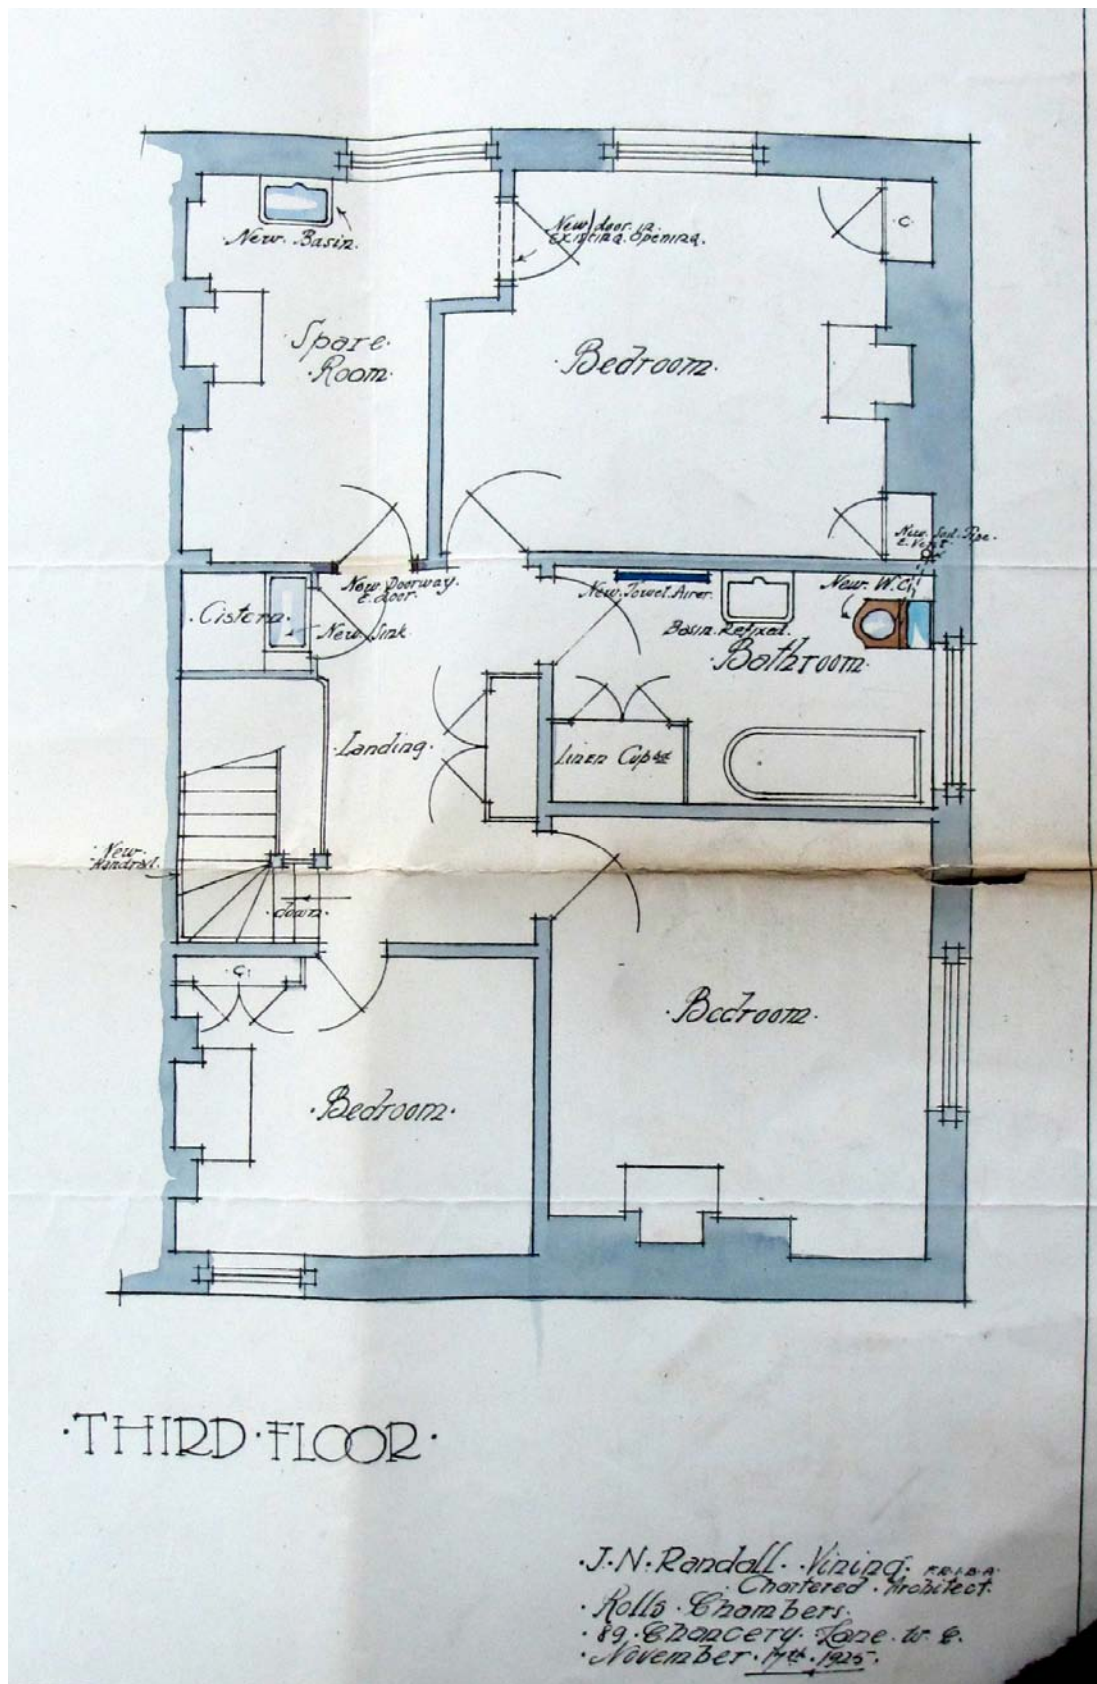 New. Basin.
New door. in.
Existing. Opening.
C.
Spare.
Room.
Bedroom.
New. Soil. Pipe.
& Vent.
New Doorway.
& door.
New. Towel. Airer.
New. W.C.
Cistern.
New. Sink.
Basin. Refixed.
Bathroom.
Landing.
Linen Cupbd
New.
Handrail.
down.
C.
Bedroom.
Bedroom.
·THIRD·FLOOR·
·J·N·Randall·Vining· F.R.I.B.A.
Chartered·Architect.
·Rolls·Chambers.
·89·Chancery·Lane·W.C.
·November·17th·1925.